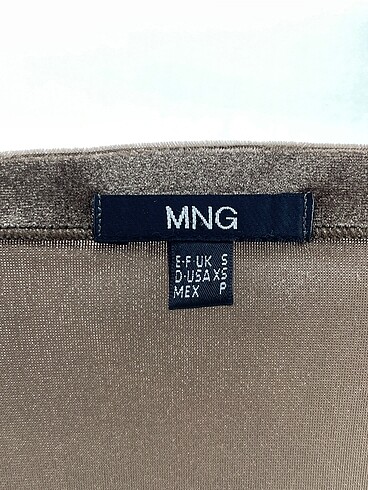 MNG
E·F·UK S
D·USA XS
MEX P